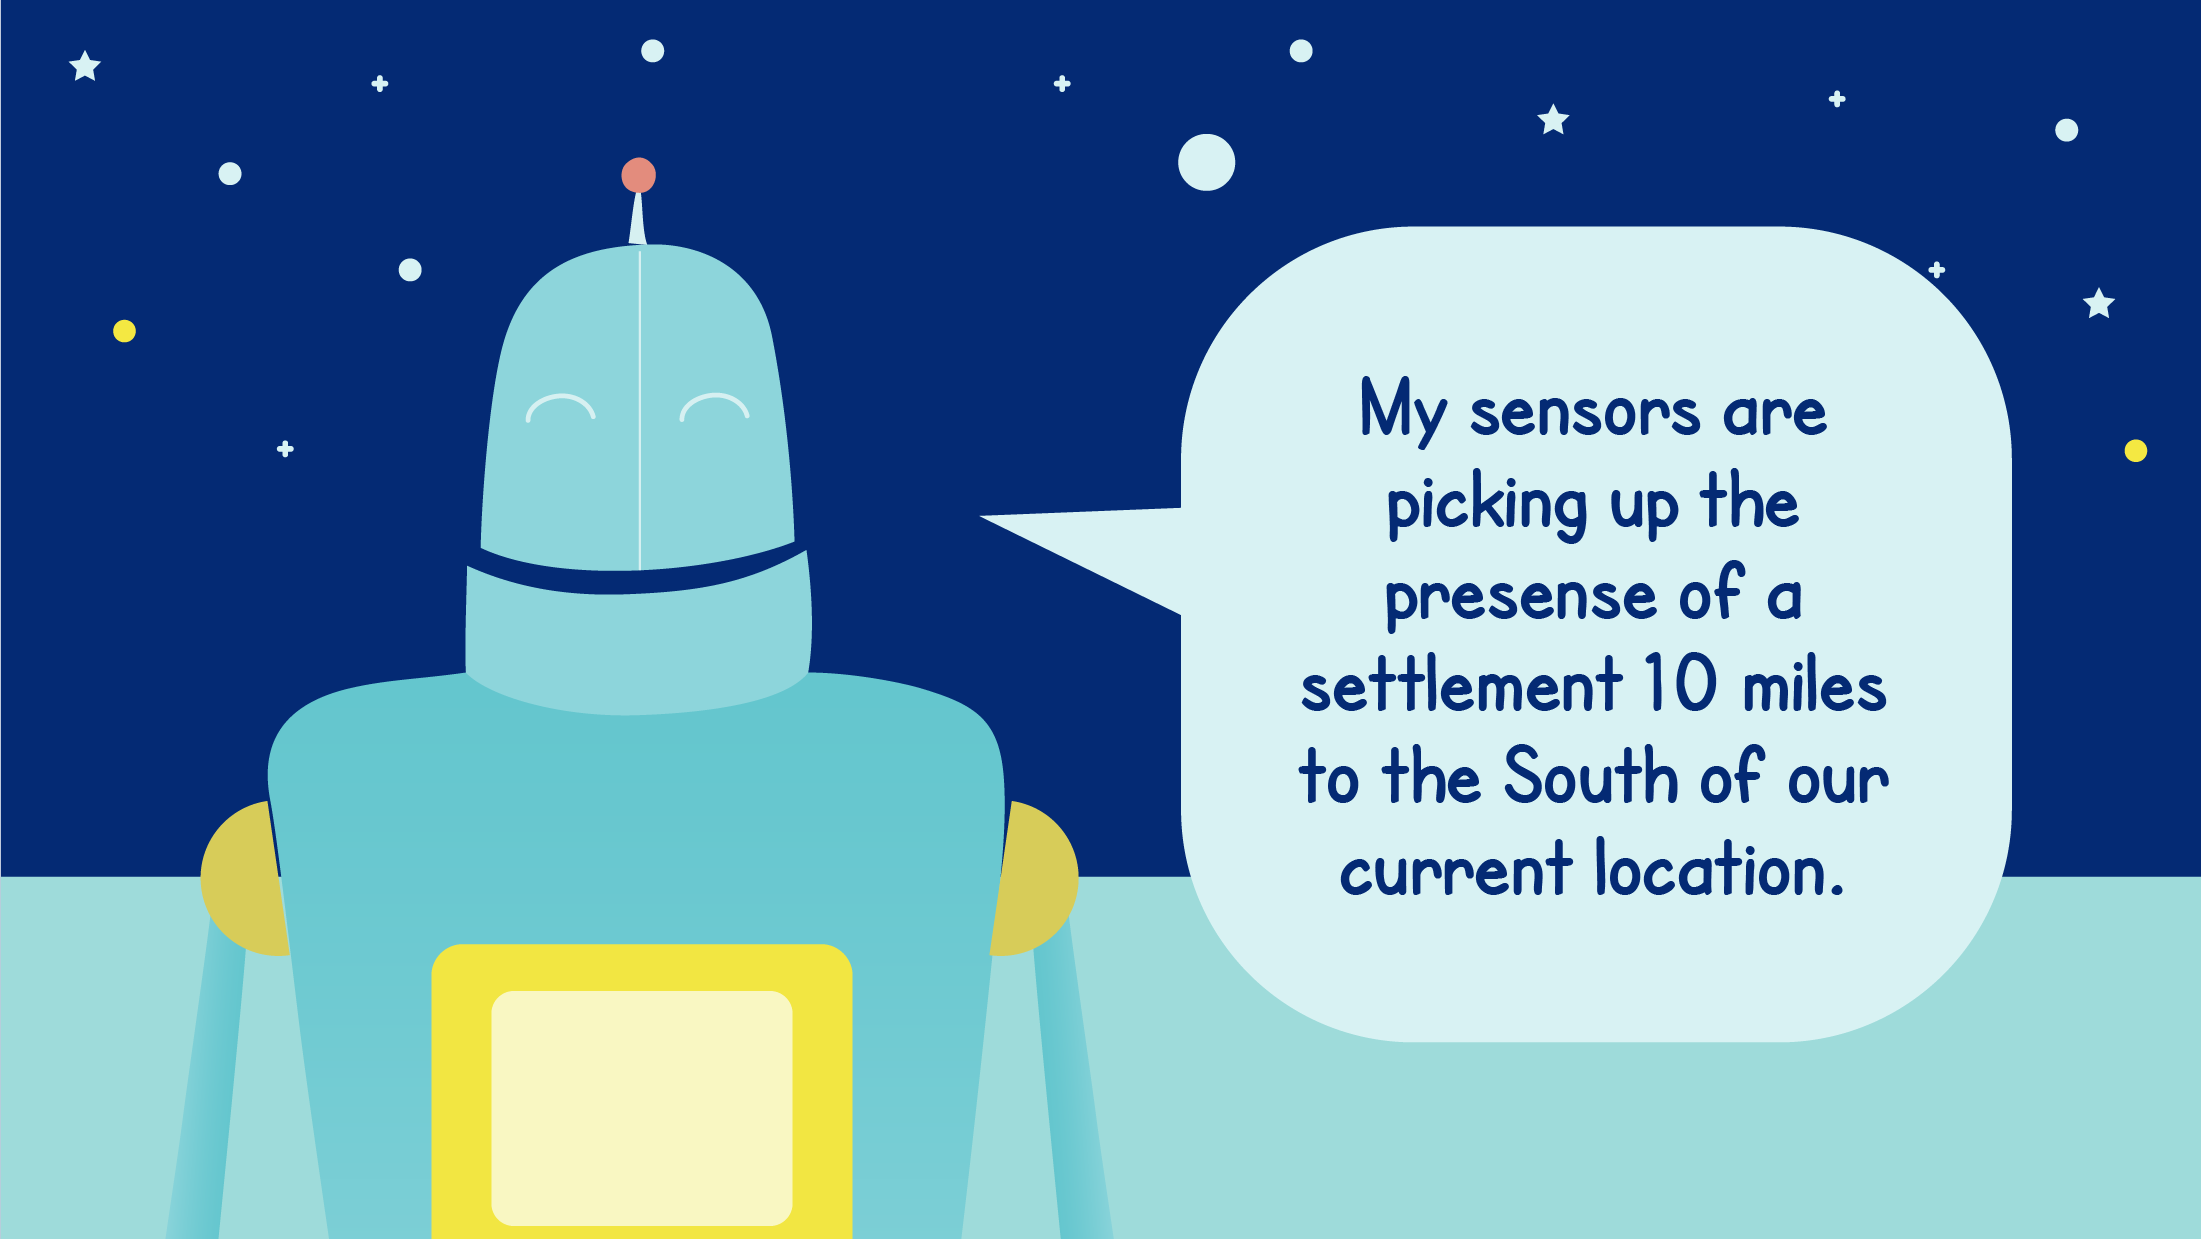 My sensors are
picking up the
presense of a
settlement 10 miles
to the South of our
current location.